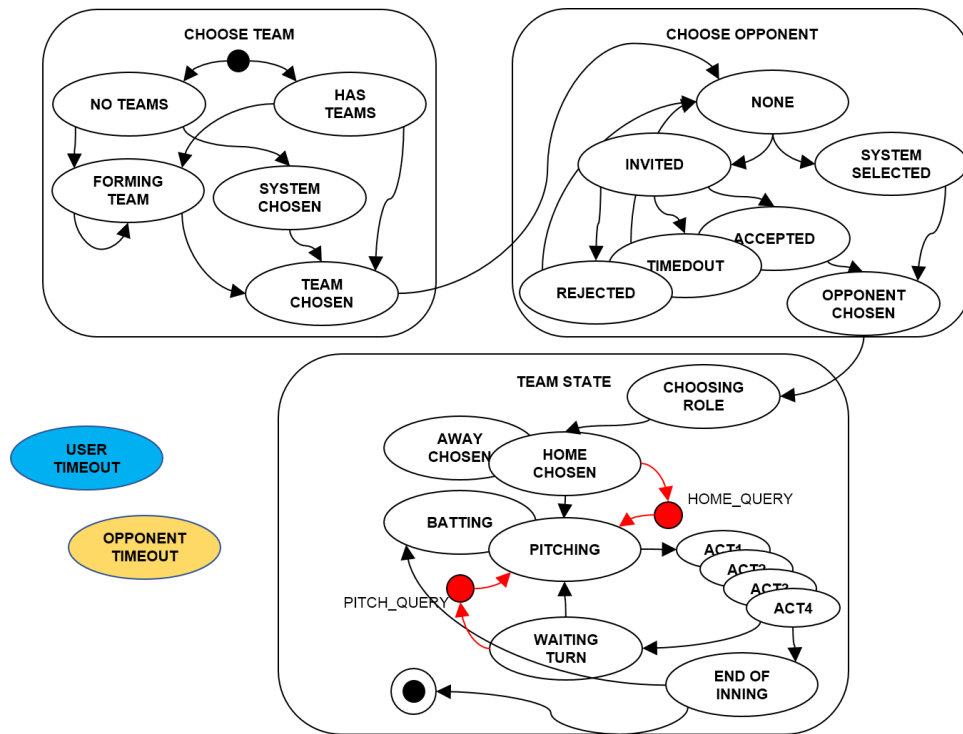 CHOOSE TEAM
NO TEAMS
HAS
TEAMS
FORMING
TEAM
SYSTEM
CHOSEN
TEAM
CHOSEN
CHOOSE OPPONENT
NONE
INVITED
SYSTEM
SELECTED
ACCEPTED
TIMEDOUT
REJECTED
OPPONENT
CHOSEN
TEAM STATE
CHOOSING
ROLE
AWAY
CHOSEN
HOME
CHOSEN
HOME_QUERY
BATTING
PITCHING
ACT1
ACT2
ACT3
ACT4
PITCH_QUERY
WAITING
TURN
END OF
INNING
USER
TIMEOUT
OPPONENT
TIMEOUT